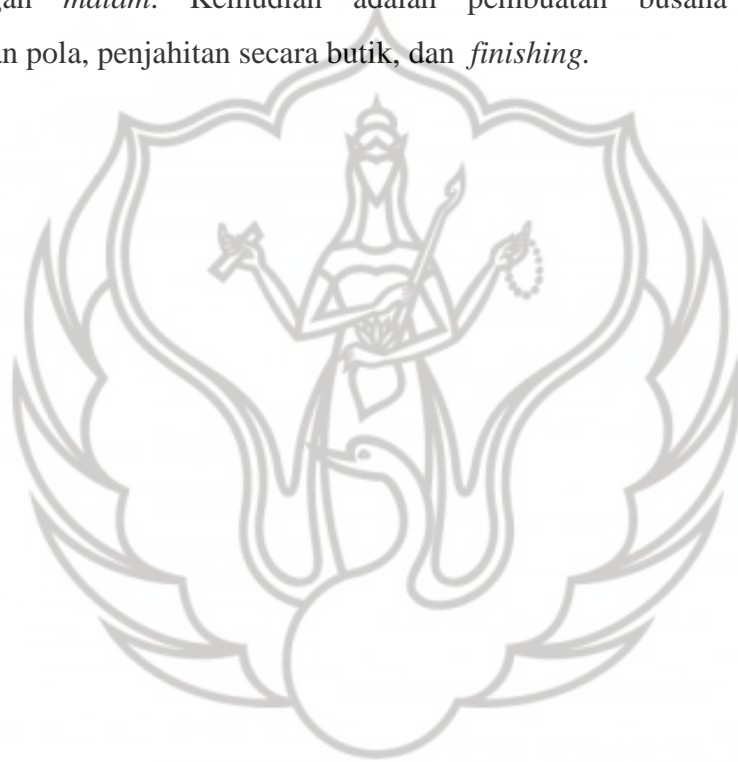 malam. Kemudian adalah pembuatan busana
pola, penjahitan secara butik, dan finishing.